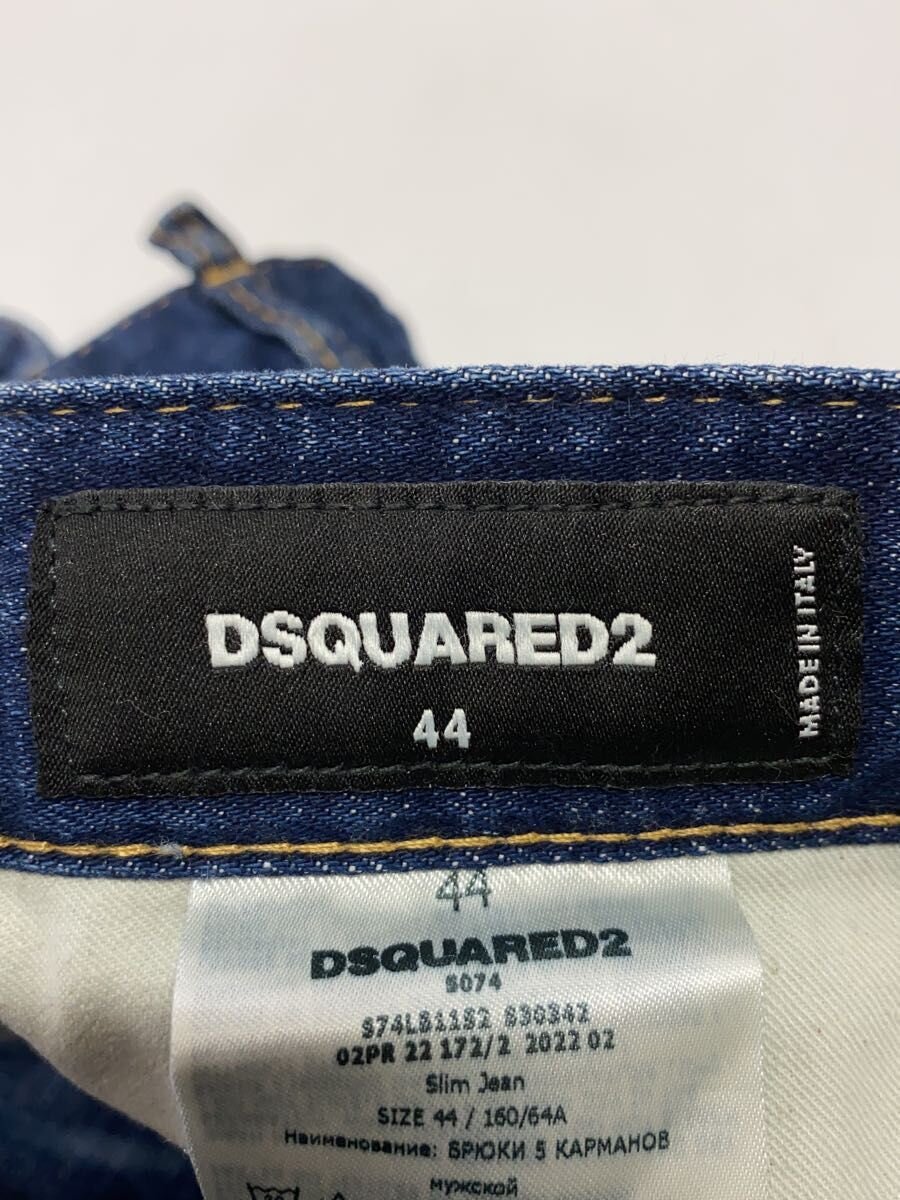 DSQUARED2
44
MADE IN ITALY
44
DSQUARED2
S074
S74LB1182 S30342
02PR 22 172/2 2022 02
Slim Jean
SIZE 44 / 160/64A
Наименование: БРЮКИ 5 КАРМАНОВ
мужской